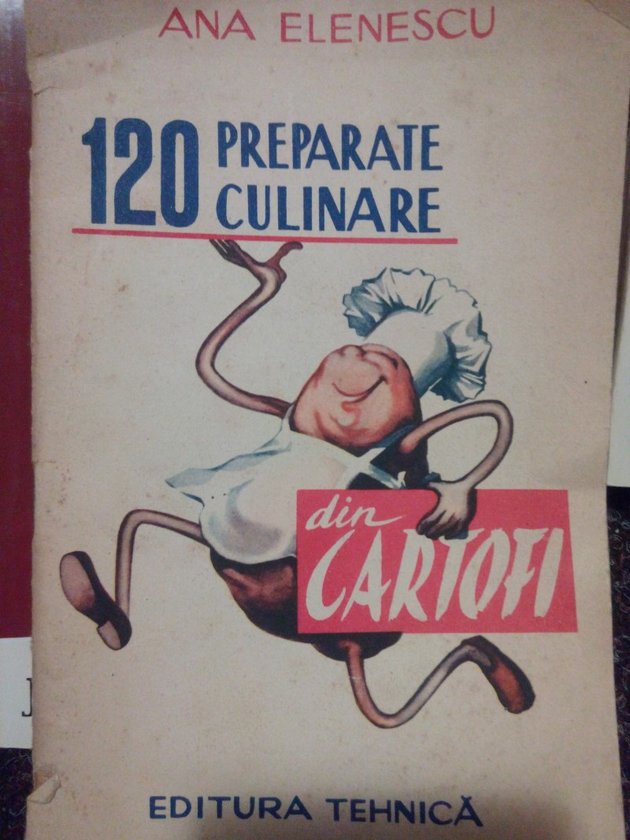 ANA ELENESCU
120 PREPARATE
CULINARE
din
CARTOFI
EDITURA TEHNICĂ
J